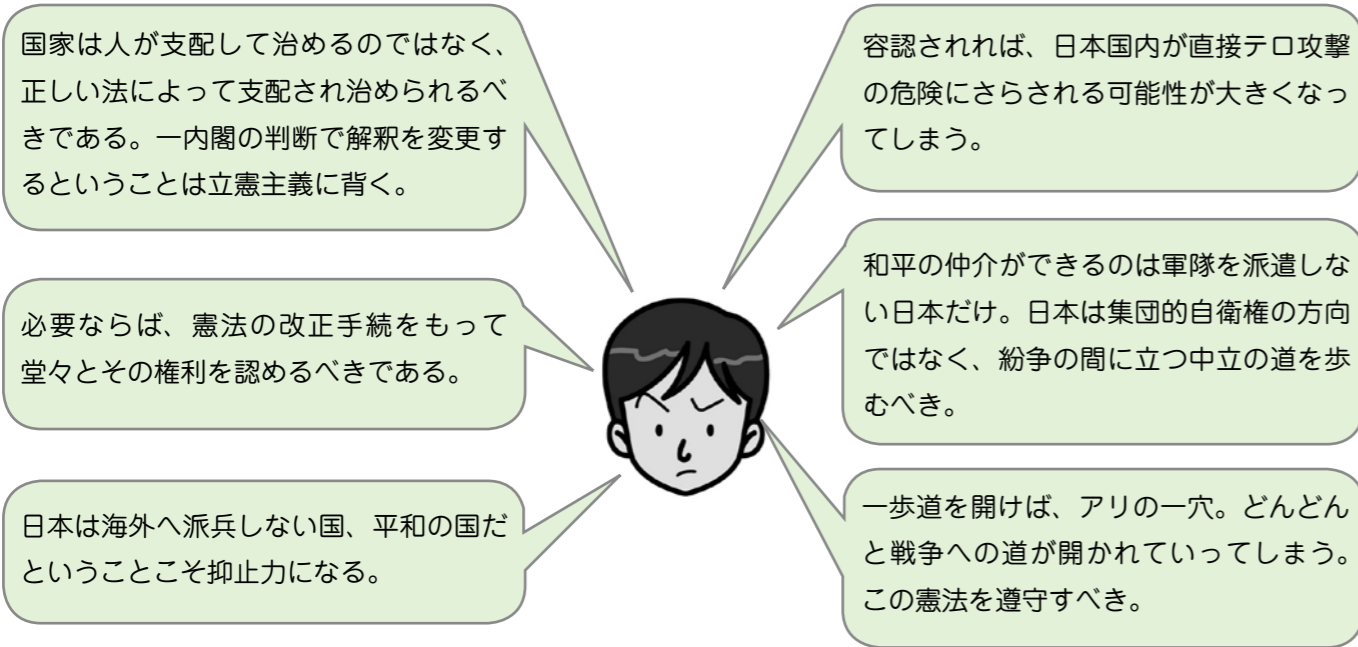 国家は人が支配して治めるのではなく、
正しい法によって支配され治められるべ
きである。一内閣の判断で解釈を変更す
るということは立憲主義に背く。
必要ならば、憲法の改正手続をもって
堂々とその権利を認めるべきである。
日本は海外へ派兵しない国、平和の国だ
ということこそ抑止力になる。
容認されれば、日本国内が直接テロ攻撃
の危険にさらされる可能性が大きくなっ
てしまう。
和平の仲介ができるのは軍隊を派遣しな
い日本だけ。日本は集団的自衛権の方向
ではなく、紛争の間に立つ中立の道を歩
むべき。
一歩道を開けば、アリの一穴。どんどん
と戦争への道が開かれていってしまう。
この憲法を遵守すべき。